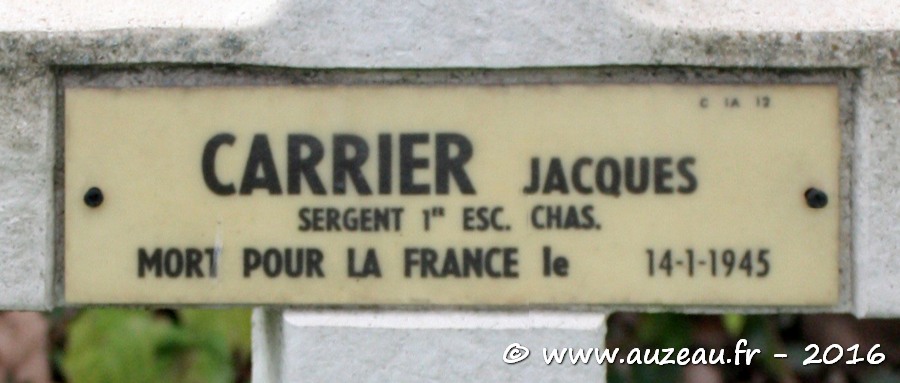 C 1A 12
CARRIER JACQUES
SERGENT 1er ESC. CHAS.
MORT POUR LA FRANCE le 14-1-1945
© www.auzeau.fr - 2016